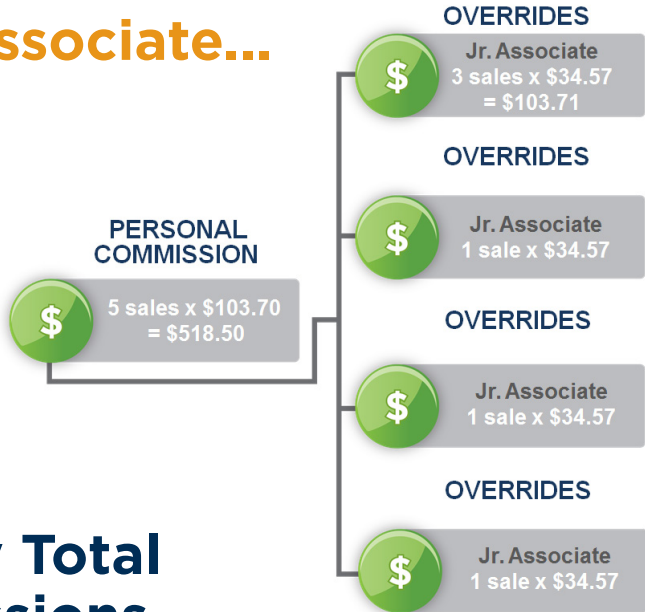 OVERRIDES
Jr. Associate
3 sales x $34.57
= $103.71
OVERRIDES
Jr. Associate
1 sale x $34.57
PERSONAL
COMMISSION
$
5 sales x $103.70
= $518.50
OVERRIDES
Jr. Associate
1 sale x $34.57
OVERRIDES
Jr. Associate
1 sale x $34.57
$
$
$
$
Total